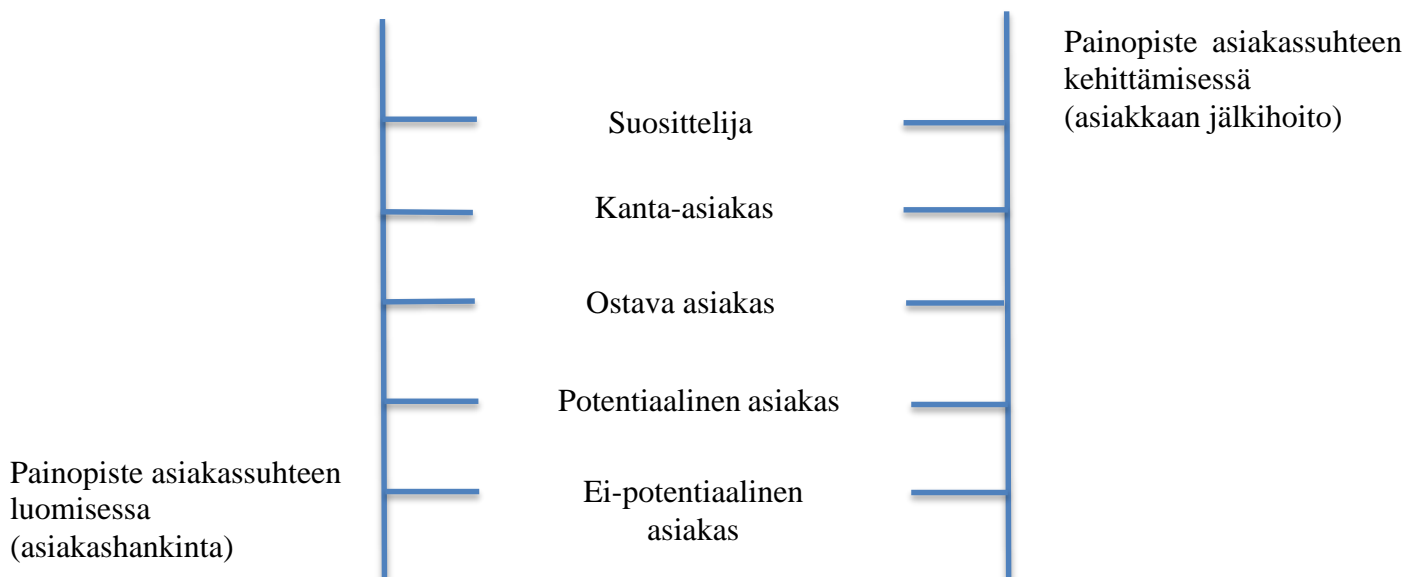 Painopiste asiakassuhteen
kehittämisessä
(asiakkaan jälkihoito)
Suosittelija
Kanta-asiakas
Ostava asiakas
Potentiaalinen asiakas
Ei-potentiaalinen
asiakas
Painopiste asiakassuhteen
luomisessa
(asiakashankinta)